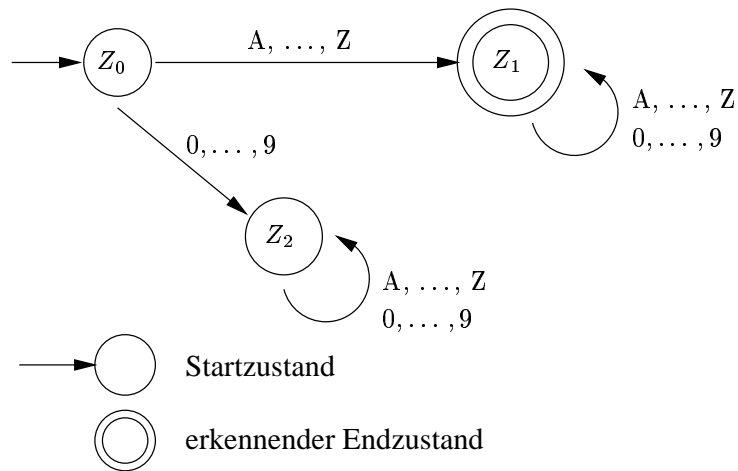 Z0
A, ..., Z
Z1
A, ..., Z
0, ... , 9
0, ... , 9
Z2
A, ..., Z
0, ... , 9
Startzustand
erkennender Endzustand